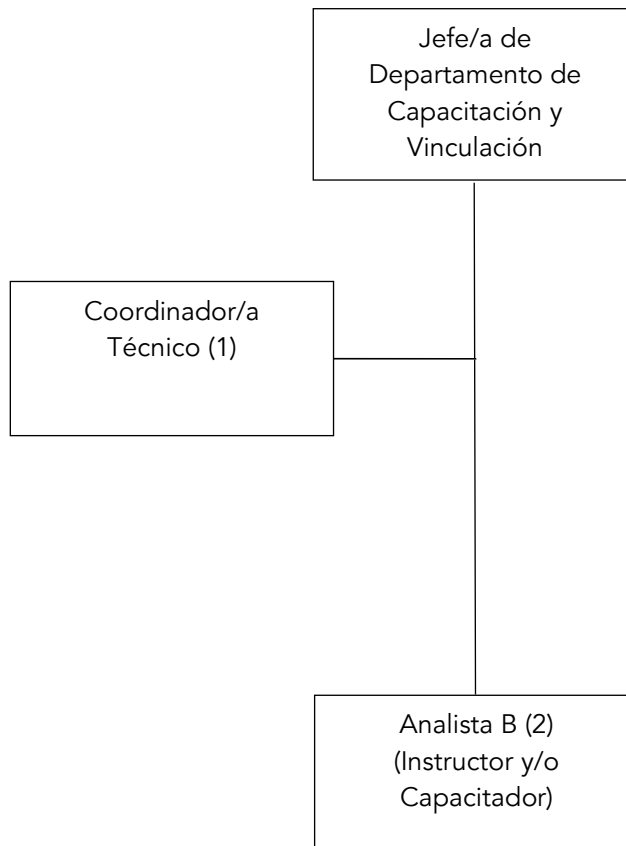 Jefe/a de
Departamento de
Capacitación y
Vinculación
Coordinador/a
Técnico (1)
Analista B (2)
(Instructor y/o
Capacitador)